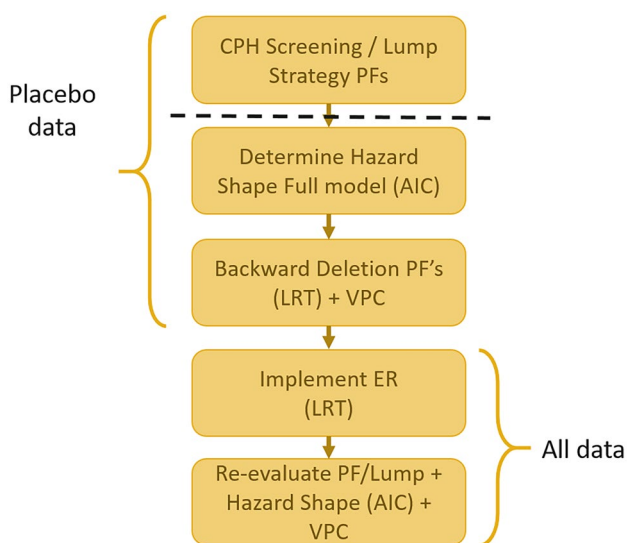 CPH Screening / Lump
Strategy PFs
Placebo
data
Determine Hazard
Shape Full model (AIC)
Backward Deletion PF's
(LRT) + VPC
Implement ER
(LRT)
All data
Re-evaluate PF/Lump +
Hazard Shape (AIC) +
VPC